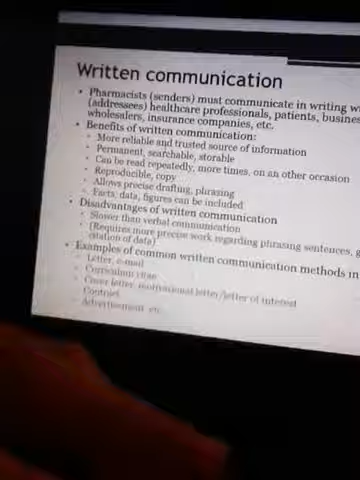 Written communication
• Pharmacists (senders) must communicate in writing
(addressees) healthcare professionals, patients,
wholesalers, insurance companies, etc.
• Benefits of written communication:
• More reliable and trusted source of information
• Permanent, searchable, storable
• Can be read repeatedly, more times, on an other occasion
• Reproducible, copy
• Allows precise drafting, phrasing
• Facts, data, figures can be included
• Disadvantages of written communication
• Slower than verbal communication
• (Requires more precise work regarding phrasing sentences,
citation of data)
• Examples of common written communication methods in
• Letter, e-mail
• Curriculum vitae
• Cover letter, motivational letter/letter of interest
• Contract
• Advertisement, etc.